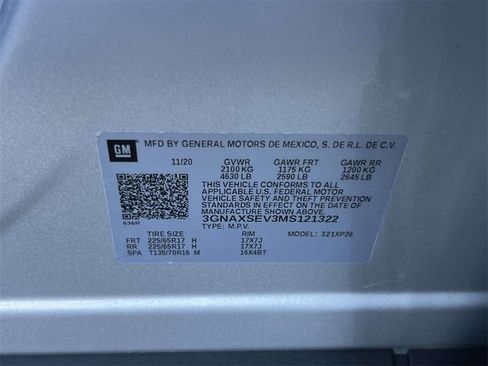 GM MFD BY GENERAL MOTORS DE MEXICO, S. DE R.L. DE C.V.
11/20 GVWR GAWR FRT GAWR RR
2100 KG 1175 KG 1200 KG
4630 LB 2590 LB 2645 LB
THIS VEHICLE CONFORMS TO ALL
APPLICABLE U.S. FEDERAL MOTOR
VEHICLE SAFETY AND THEFT PREVENTION
STANDARDS IN EFFECT ON THE DATE OF
MANUFACTURE SHOWN ABOVE.
3GNAXSEV3MS121322
TYPE: M.P.V.
TIRE SIZE RIM MODEL: 321XP26
FRT 225/65R17 H 17X7J
RR 225/65R17 H 17X7J
SPA T135/70R16 M 16X4BT